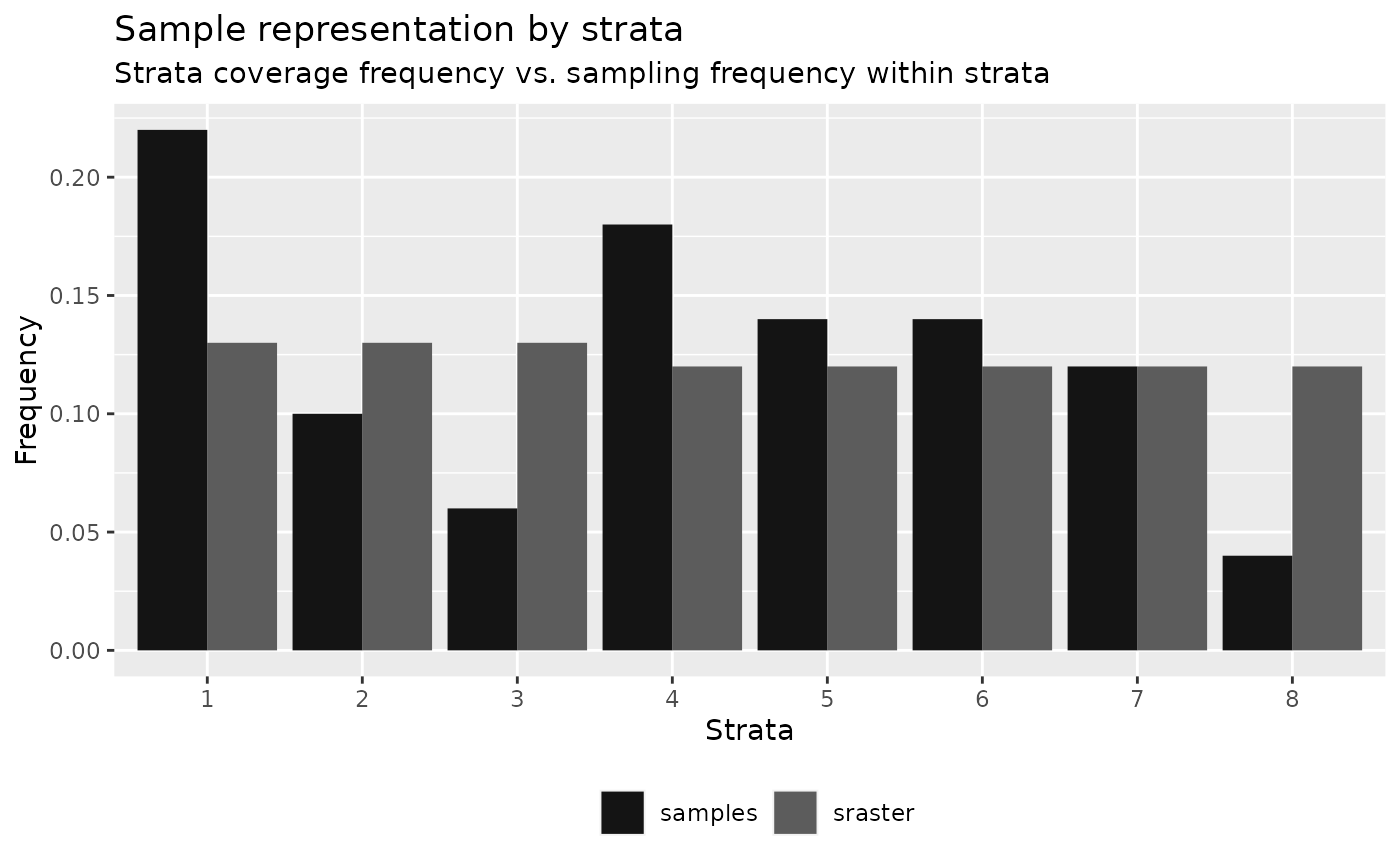 Sample representation by strata
Strata coverage frequency vs. sampling frequency within strata
Frequency
0.20
0.15
0.10
0.05
0.00
1 2 3 4 5 6 7 8
Strata
samples sraster